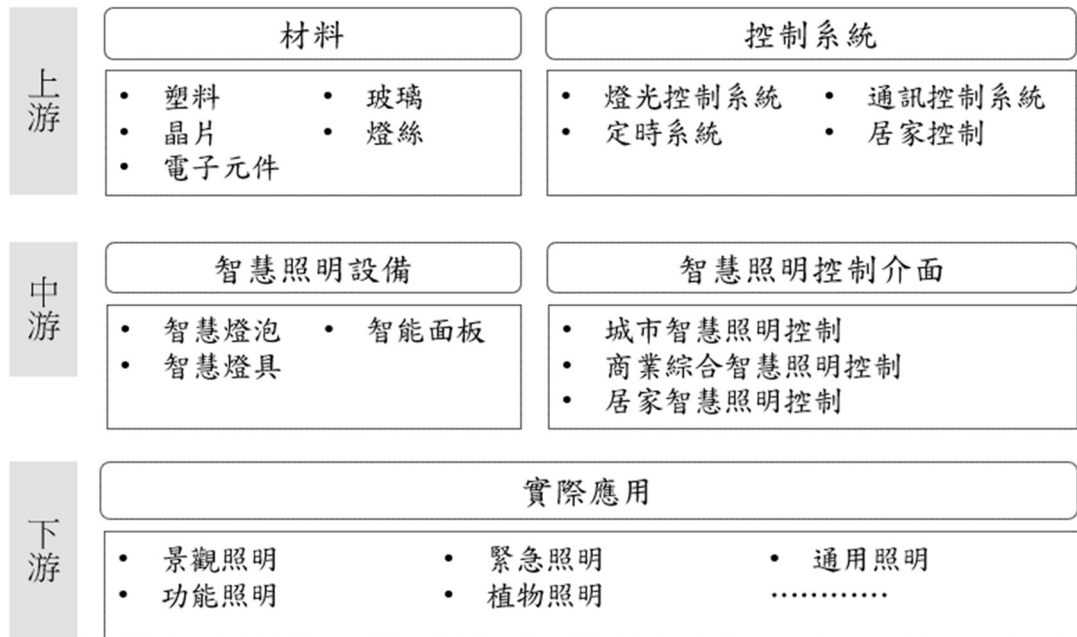 上游
材料
• 塑料
• 晶片
• 電子元件
• 玻璃
• 燈絲
控制系統
• 燈光控制系統
• 定時系統
• 通訊控制系統
• 居家控制
中游
智慧照明設備
• 智慧燈泡
• 智慧燈具
• 智能面板
智慧照明控制介面
• 城市智慧照明控制
• 商業綜合智慧照明控制
• 居家智慧照明控制
下游
實際應用
• 景觀照明
• 功能照明
• 緊急照明
• 植物照明
• 通用照明
…………